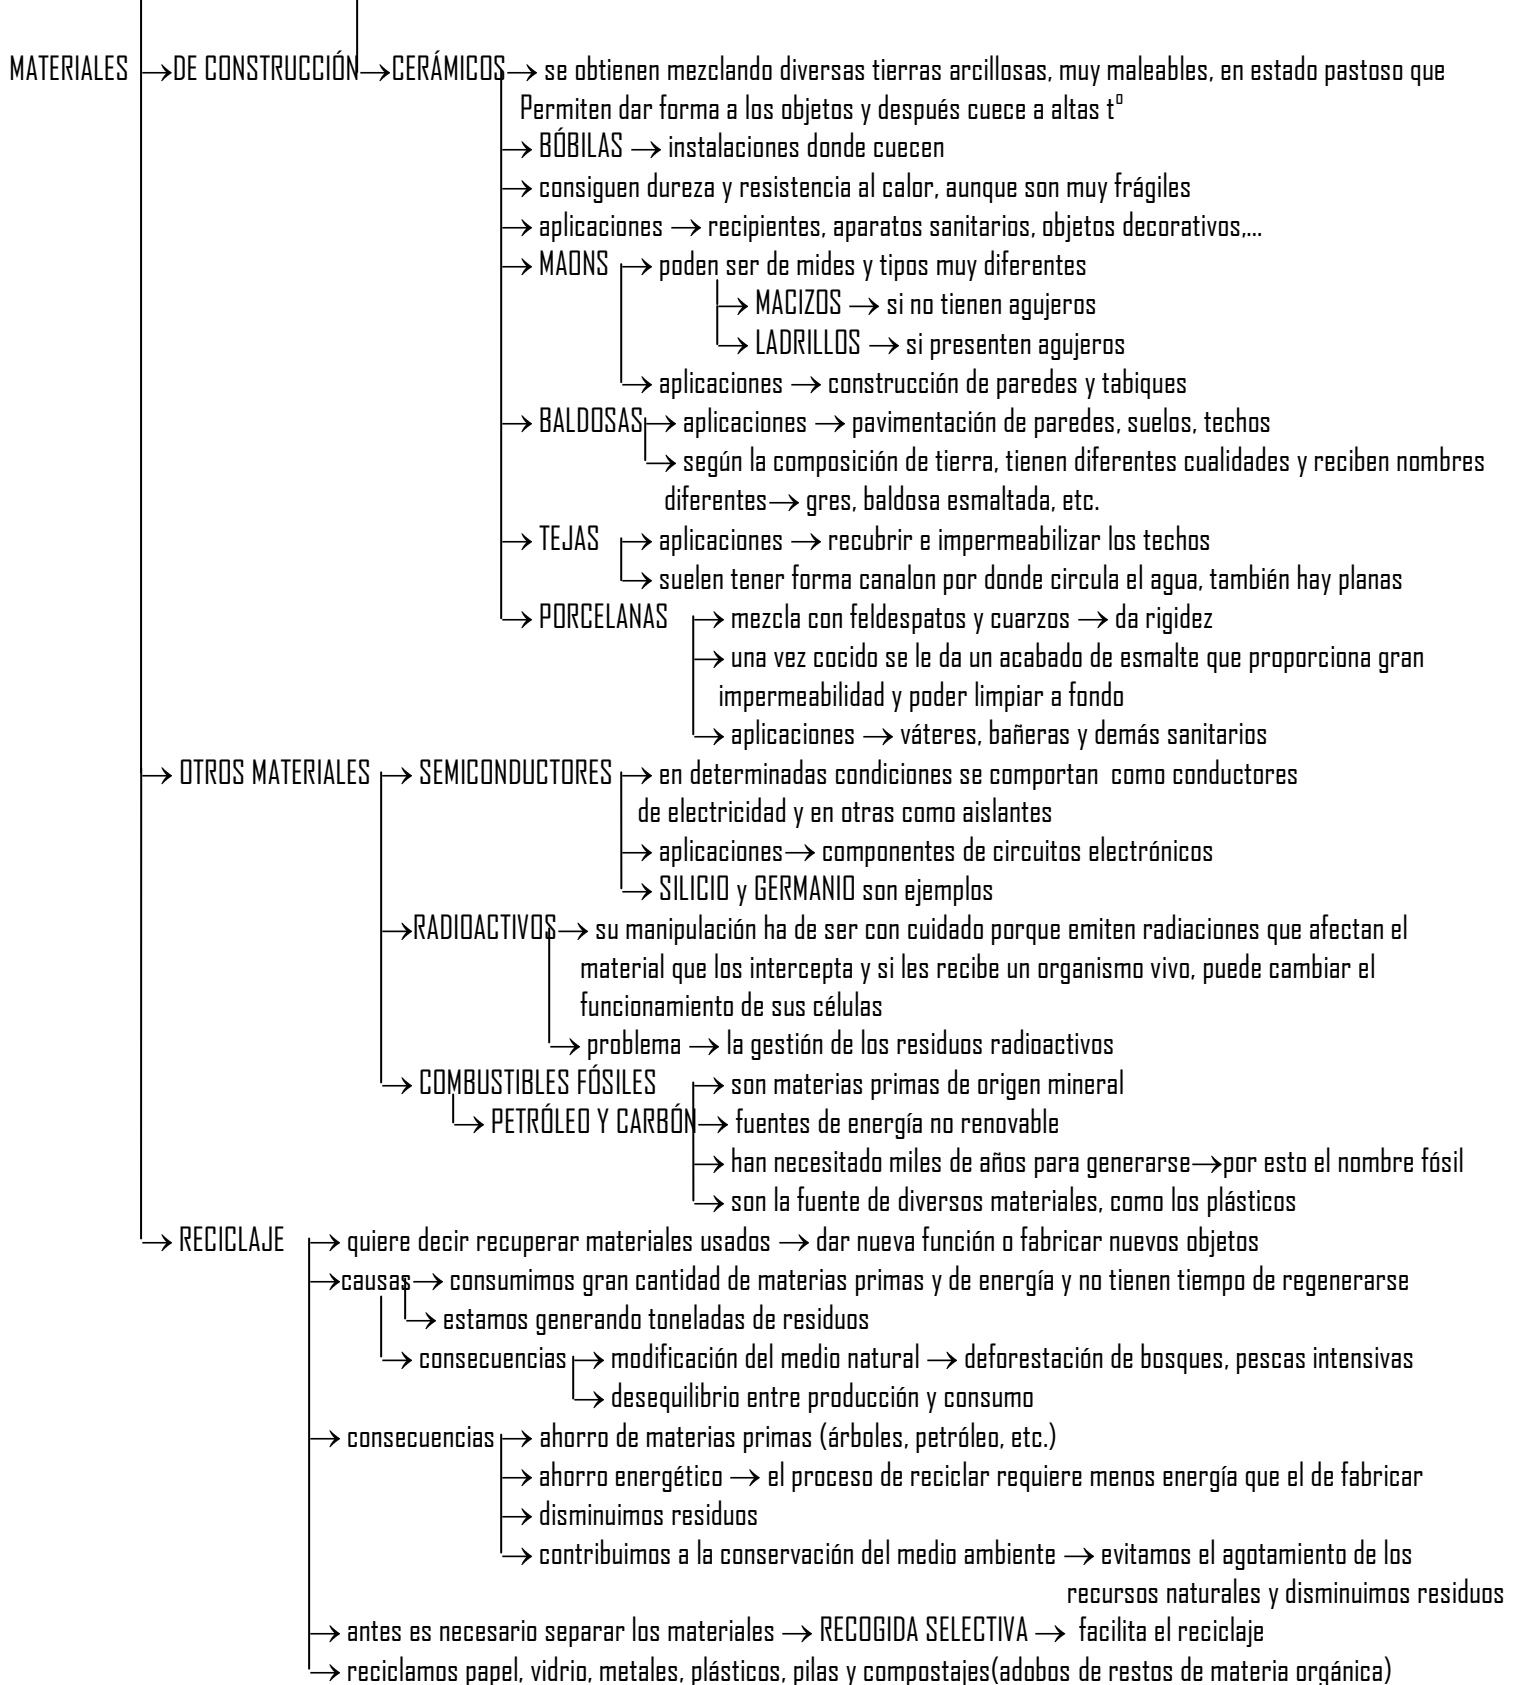 MATERIALES → DE CONSTRUCCIÓN → CERÁMICOS → se obtienen mezclando diversas tierras arcillosas, muy maleables, en estado pastoso que
Permiten dar forma a los objetos y después cuece a altas tº
→ BÓBILAS → instalaciones donde cuecen
→ consiguen dureza y resistencia al calor, aunque son muy frágiles
→ aplicaciones → recipientes, aparatos sanitarios, objetos decorativos,...
→ MAONS → poden ser de mides y tipos muy diferentes
→ MACIZOS → si no tienen agujeros
→ LADRILLOS → si presenten agujeros
→ aplicaciones → construcción de paredes y tabiques
→ BALDOSAS → aplicaciones → pavimentación de paredes, suelos, techos
→ según la composición de tierra, tienen diferentes cualidades y reciben nombres
diferentes → gres, baldosa esmaltada, etc.
→ TEJAS → aplicaciones → recubrir e impermeabilizar los techos
→ suelen tener forma canalon por donde circula el agua, también hay planas
→ PORCELANAS → mezcla con feldespatos y cuarzos → da rigidez
→ una vez cocido se le da un acabado de esmalte que proporciona gran
impermeabilidad y poder limpiar a fondo
→ aplicaciones → váteres, bañeras y demás sanitarios
→ OTROS MATERIALES → SEMICONDUCTORES → en determinadas condiciones se comportan como conductores
de electricidad y en otras como aislantes
→ aplicaciones → componentes de circuitos electrónicos
→ SILICIO y GERMANIO son ejemplos
→ RADIOACTIVOS → su manipulación ha de ser con cuidado porque emiten radiaciones que afectan el
material que los intercepta y si les recibe un organismo vivo, puede cambiar el
funcionamiento de sus células
→ problema → la gestión de los residuos radioactivos
→ COMBUSTIBLES FÓSILES → son materias primas de origen mineral
→ PETRÓLEO Y CARBÓN → fuentes de energía no renovable
→ han necesitado miles de años para generarse → por esto el nombre fósil
→ son la fuente de diversos materiales, como los plásticos
→ RECICLAJE → quiere decir recuperar materiales usados → dar nueva función o fabricar nuevos objetos
→ causas → consumimos gran cantidad de materias primas y de energía y no tienen tiempo de regenerarse
→ estamos generando toneladas de residuos
→ consecuencias → modificación del medio natural → deforestación de bosques, pescas intensivas
→ desequilibrio entre producción y consumo
→ consecuencias → ahorro de materias primas (árboles, petróleo, etc.)
→ ahorro energético → el proceso de reciclar requiere menos energía que el de fabricar
→ disminuimos residuos
→ contribuimos a la conservación del medio ambiente → evitamos el agotamiento de los
recursos naturales y disminuimos residuos
→ antes es necesario separar los materiales → RECOGIDA SELECTIVA → facilita el reciclaje
→ reciclamos papel, vidrio, metales, plásticos, pilas y compostajes(adobos de restos de materia orgánica)